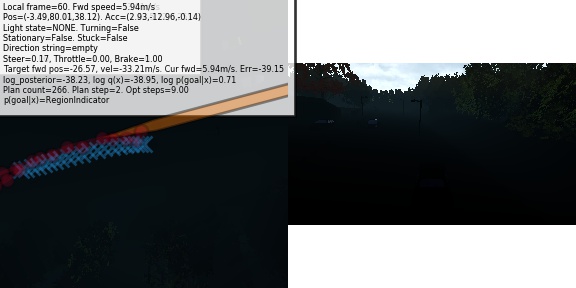 Local frame=60. Fwd speed=5.94m/s.
Pos=(-3.49,80.01,38.12). Acc=(2.93,-12.96,-0.14)
Light state=NONE. Turning=False
Stationary=False. Stuck=False
Direction string=empty
Steer=0.17, Throttle=0.00, Brake=1.00
Target fwd pos=-26.57, vel=-33.21m/s. Cur fwd=5.94m/s. Err=-39.15
log_posterior=-38.23, log q(x)=-38.95, log p(goal|x)=0.71
Plan count=266. Plan step=2. Opt steps=9.00
p(goal|x)=RegionIndicator